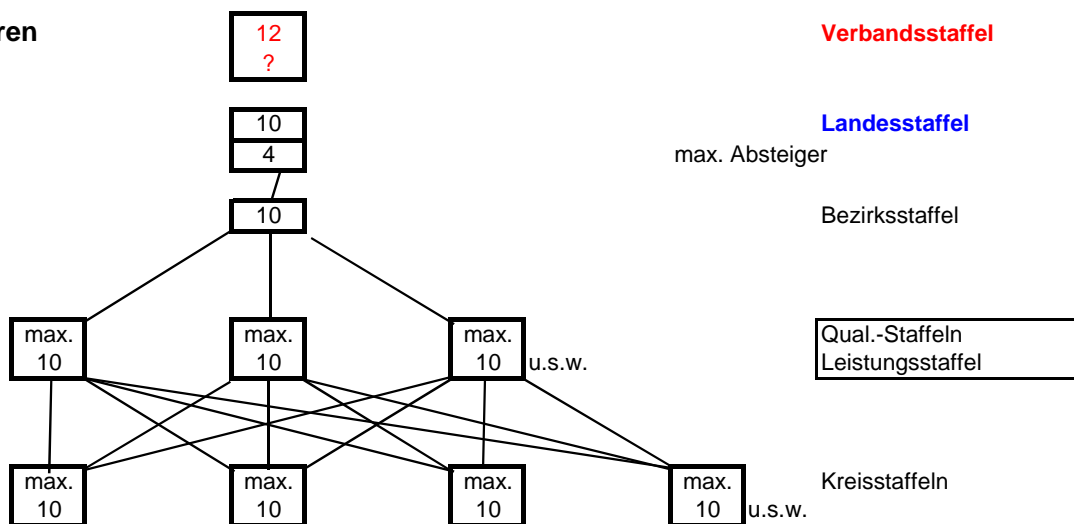 ren
12 Verbandsstaffel
?
10 Landesstaffel
4 max. Absteiger
10 Bezirksstaffel
max. max. max. Qual.-Staffeln
10 10 10 u.s.w. Leistungsstaffel
max. max. max. max. Kreisstaffeln
10 10 10 10 u.s.w.